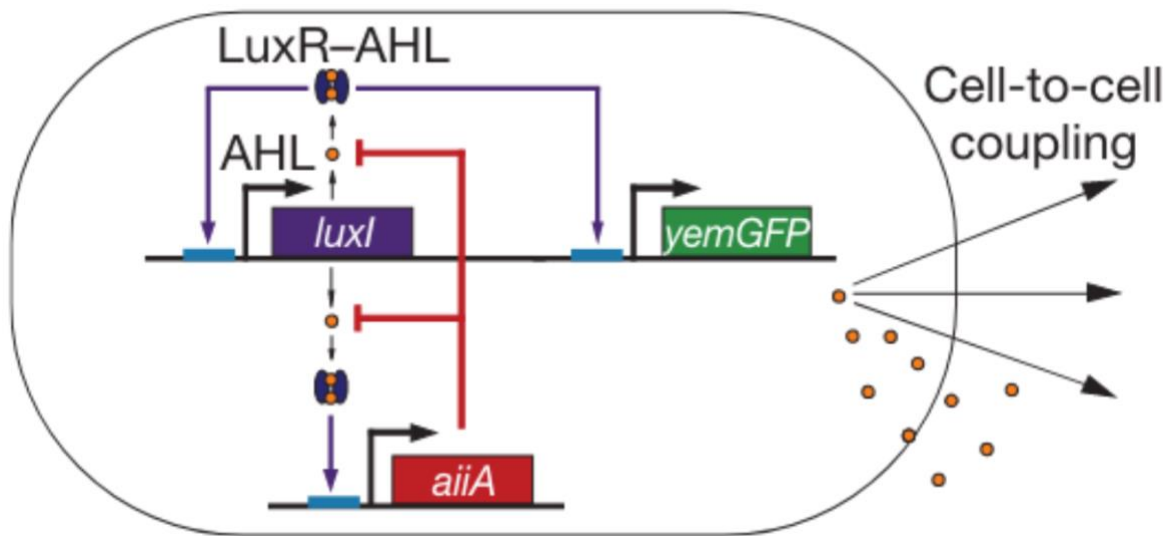 LuxR–AHL
Cell-to-cell
coupling
AHL
luxI
yemGFP
aiiA